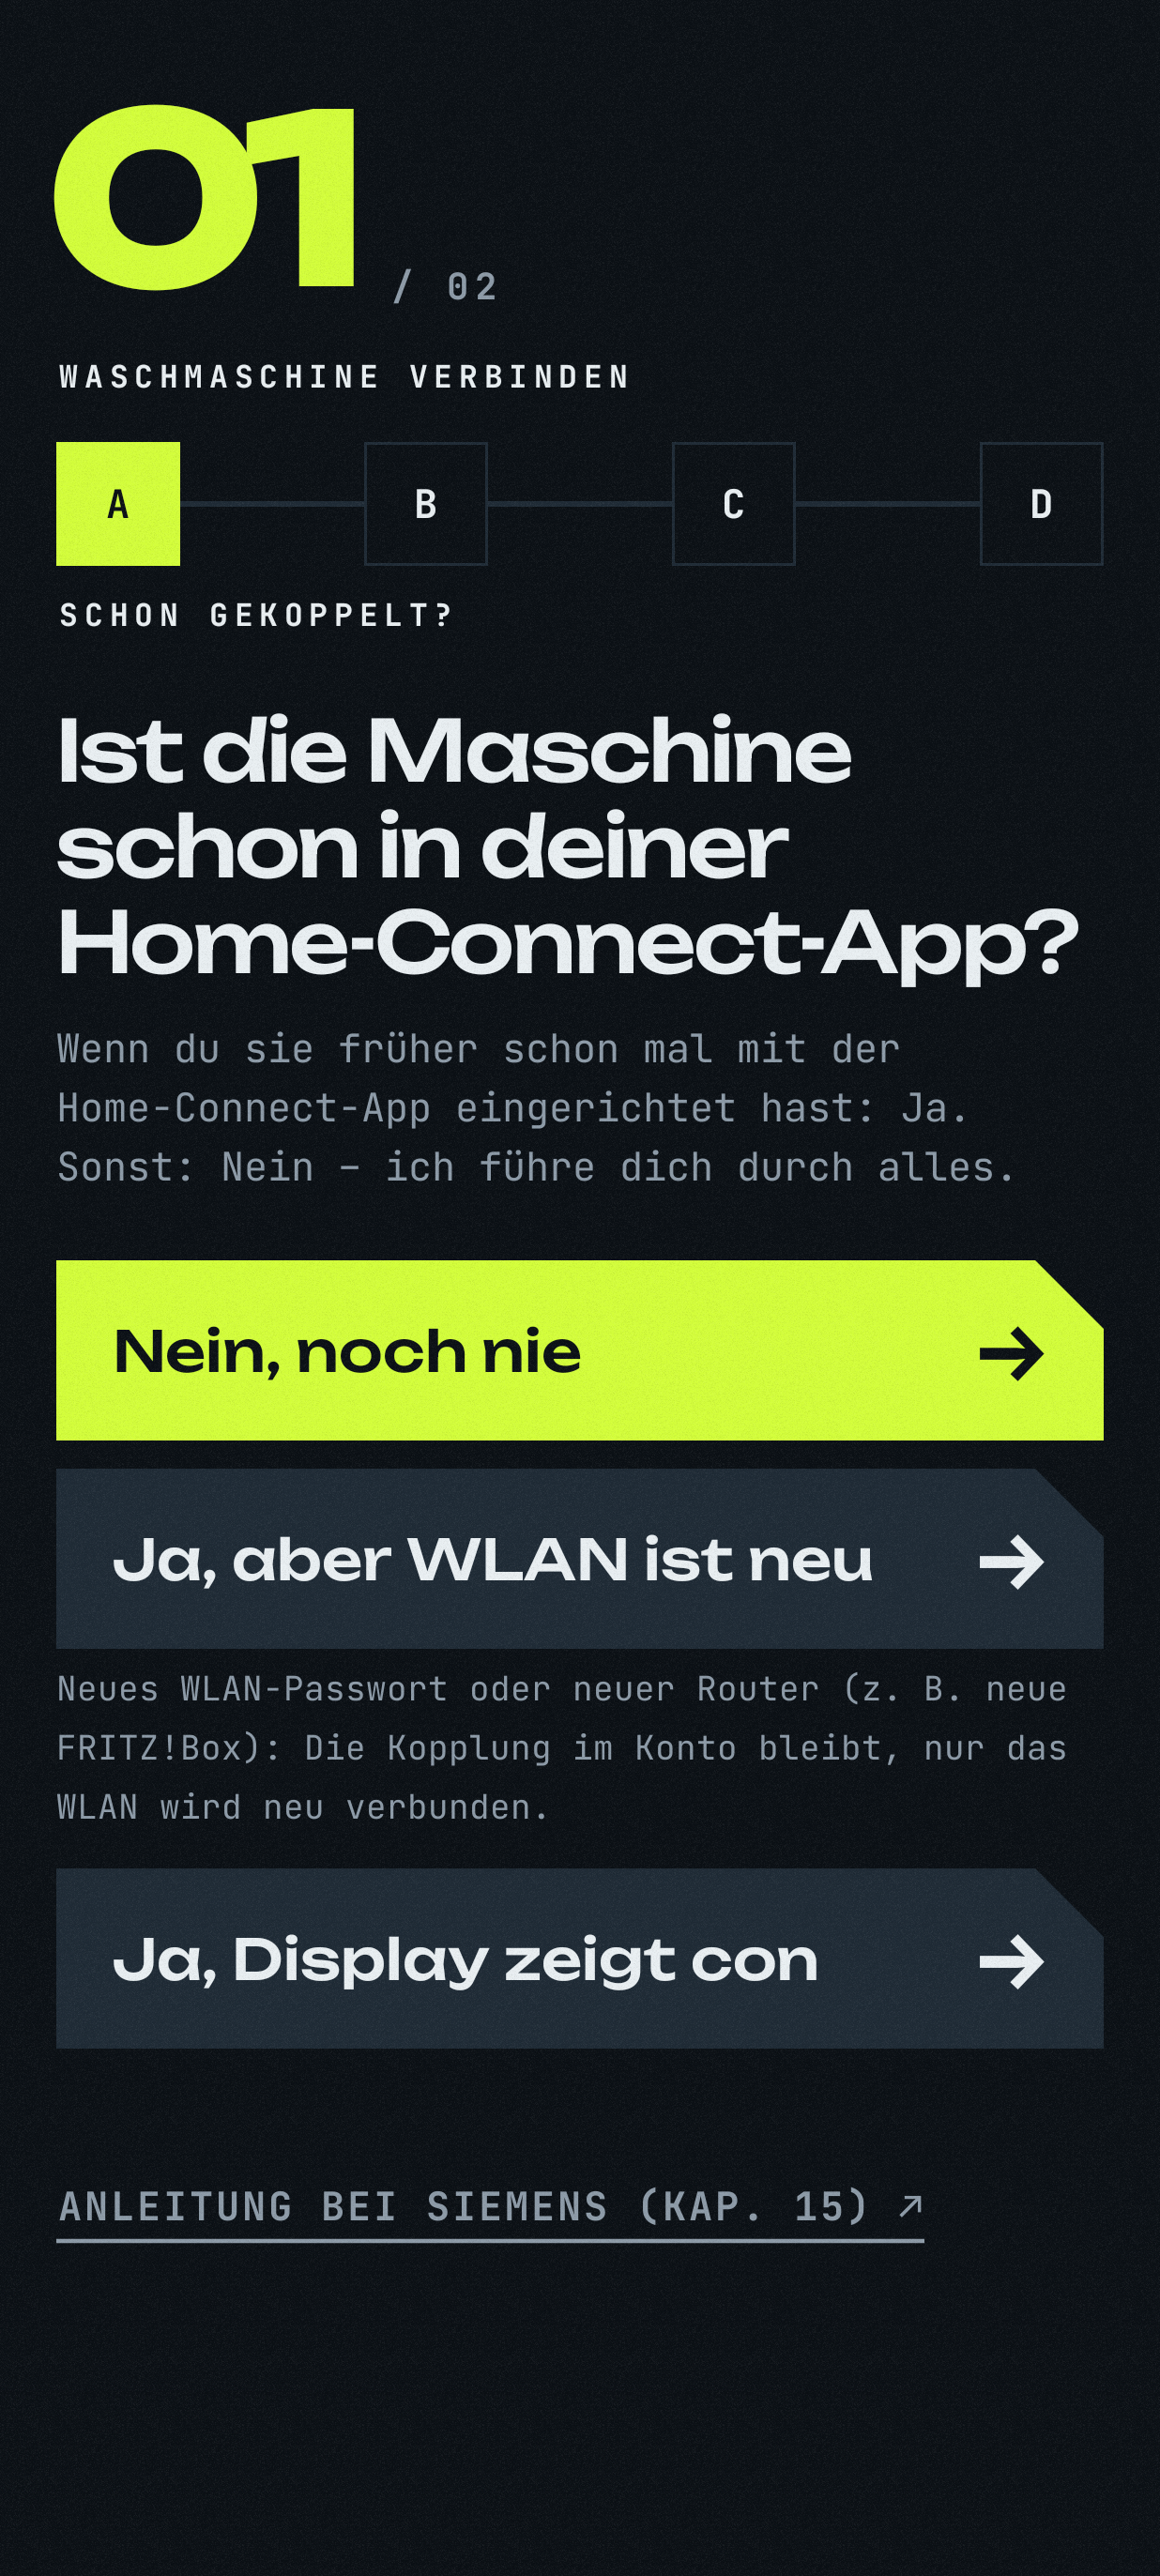 01 / 02
WASCHMASCHINE VERBINDEN
A B C D
SCHON GEKOPPELT?
Ist die Maschine
schon in deiner
Home-Connect-App?
Wenn du sie früher schon mal mit der
Home-Connect-App eingerichtet hast: Ja.
Sonst: Nein – ich führe dich durch alles.
Nein, noch nie →
Ja, aber WLAN ist neu →
Neues WLAN-Passwort oder neuer Router (z. B. neue
FRITZ!Box): Die Kopplung im Konto bleibt, nur das
WLAN wird neu verbunden.
Ja, Display zeigt con →
ANLEITUNG BEI SIEMENS (KAP. 15) ↗